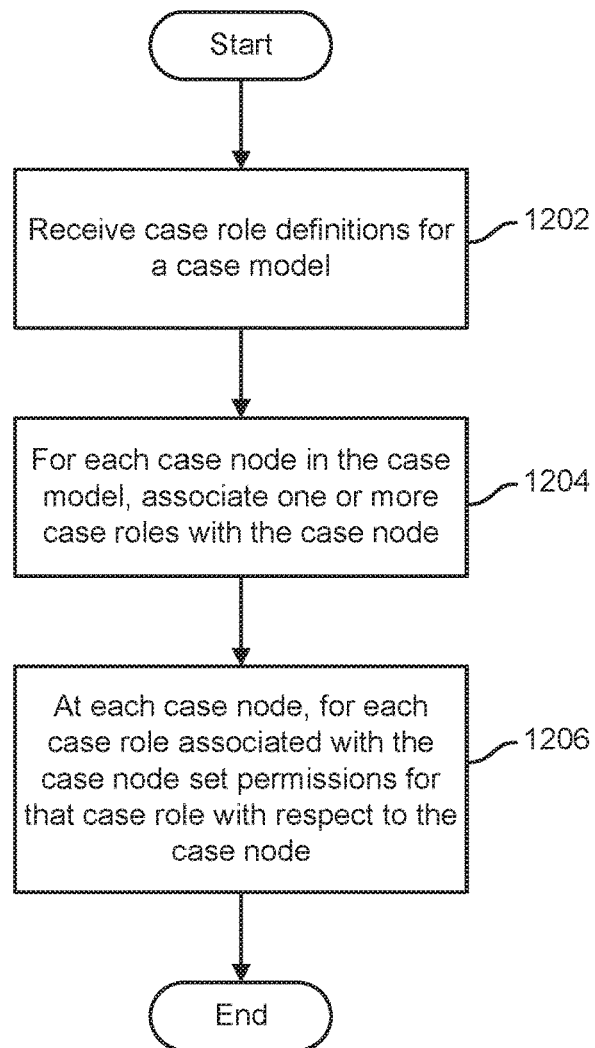 Start
Receive case role definitions for
a case model
1202
For each case node in the case
model, associate one or more
case roles with the case node
1204
At each case node, for each
case role associated with the
case node set permissions for
that case role with respect to the
case node
1206
End